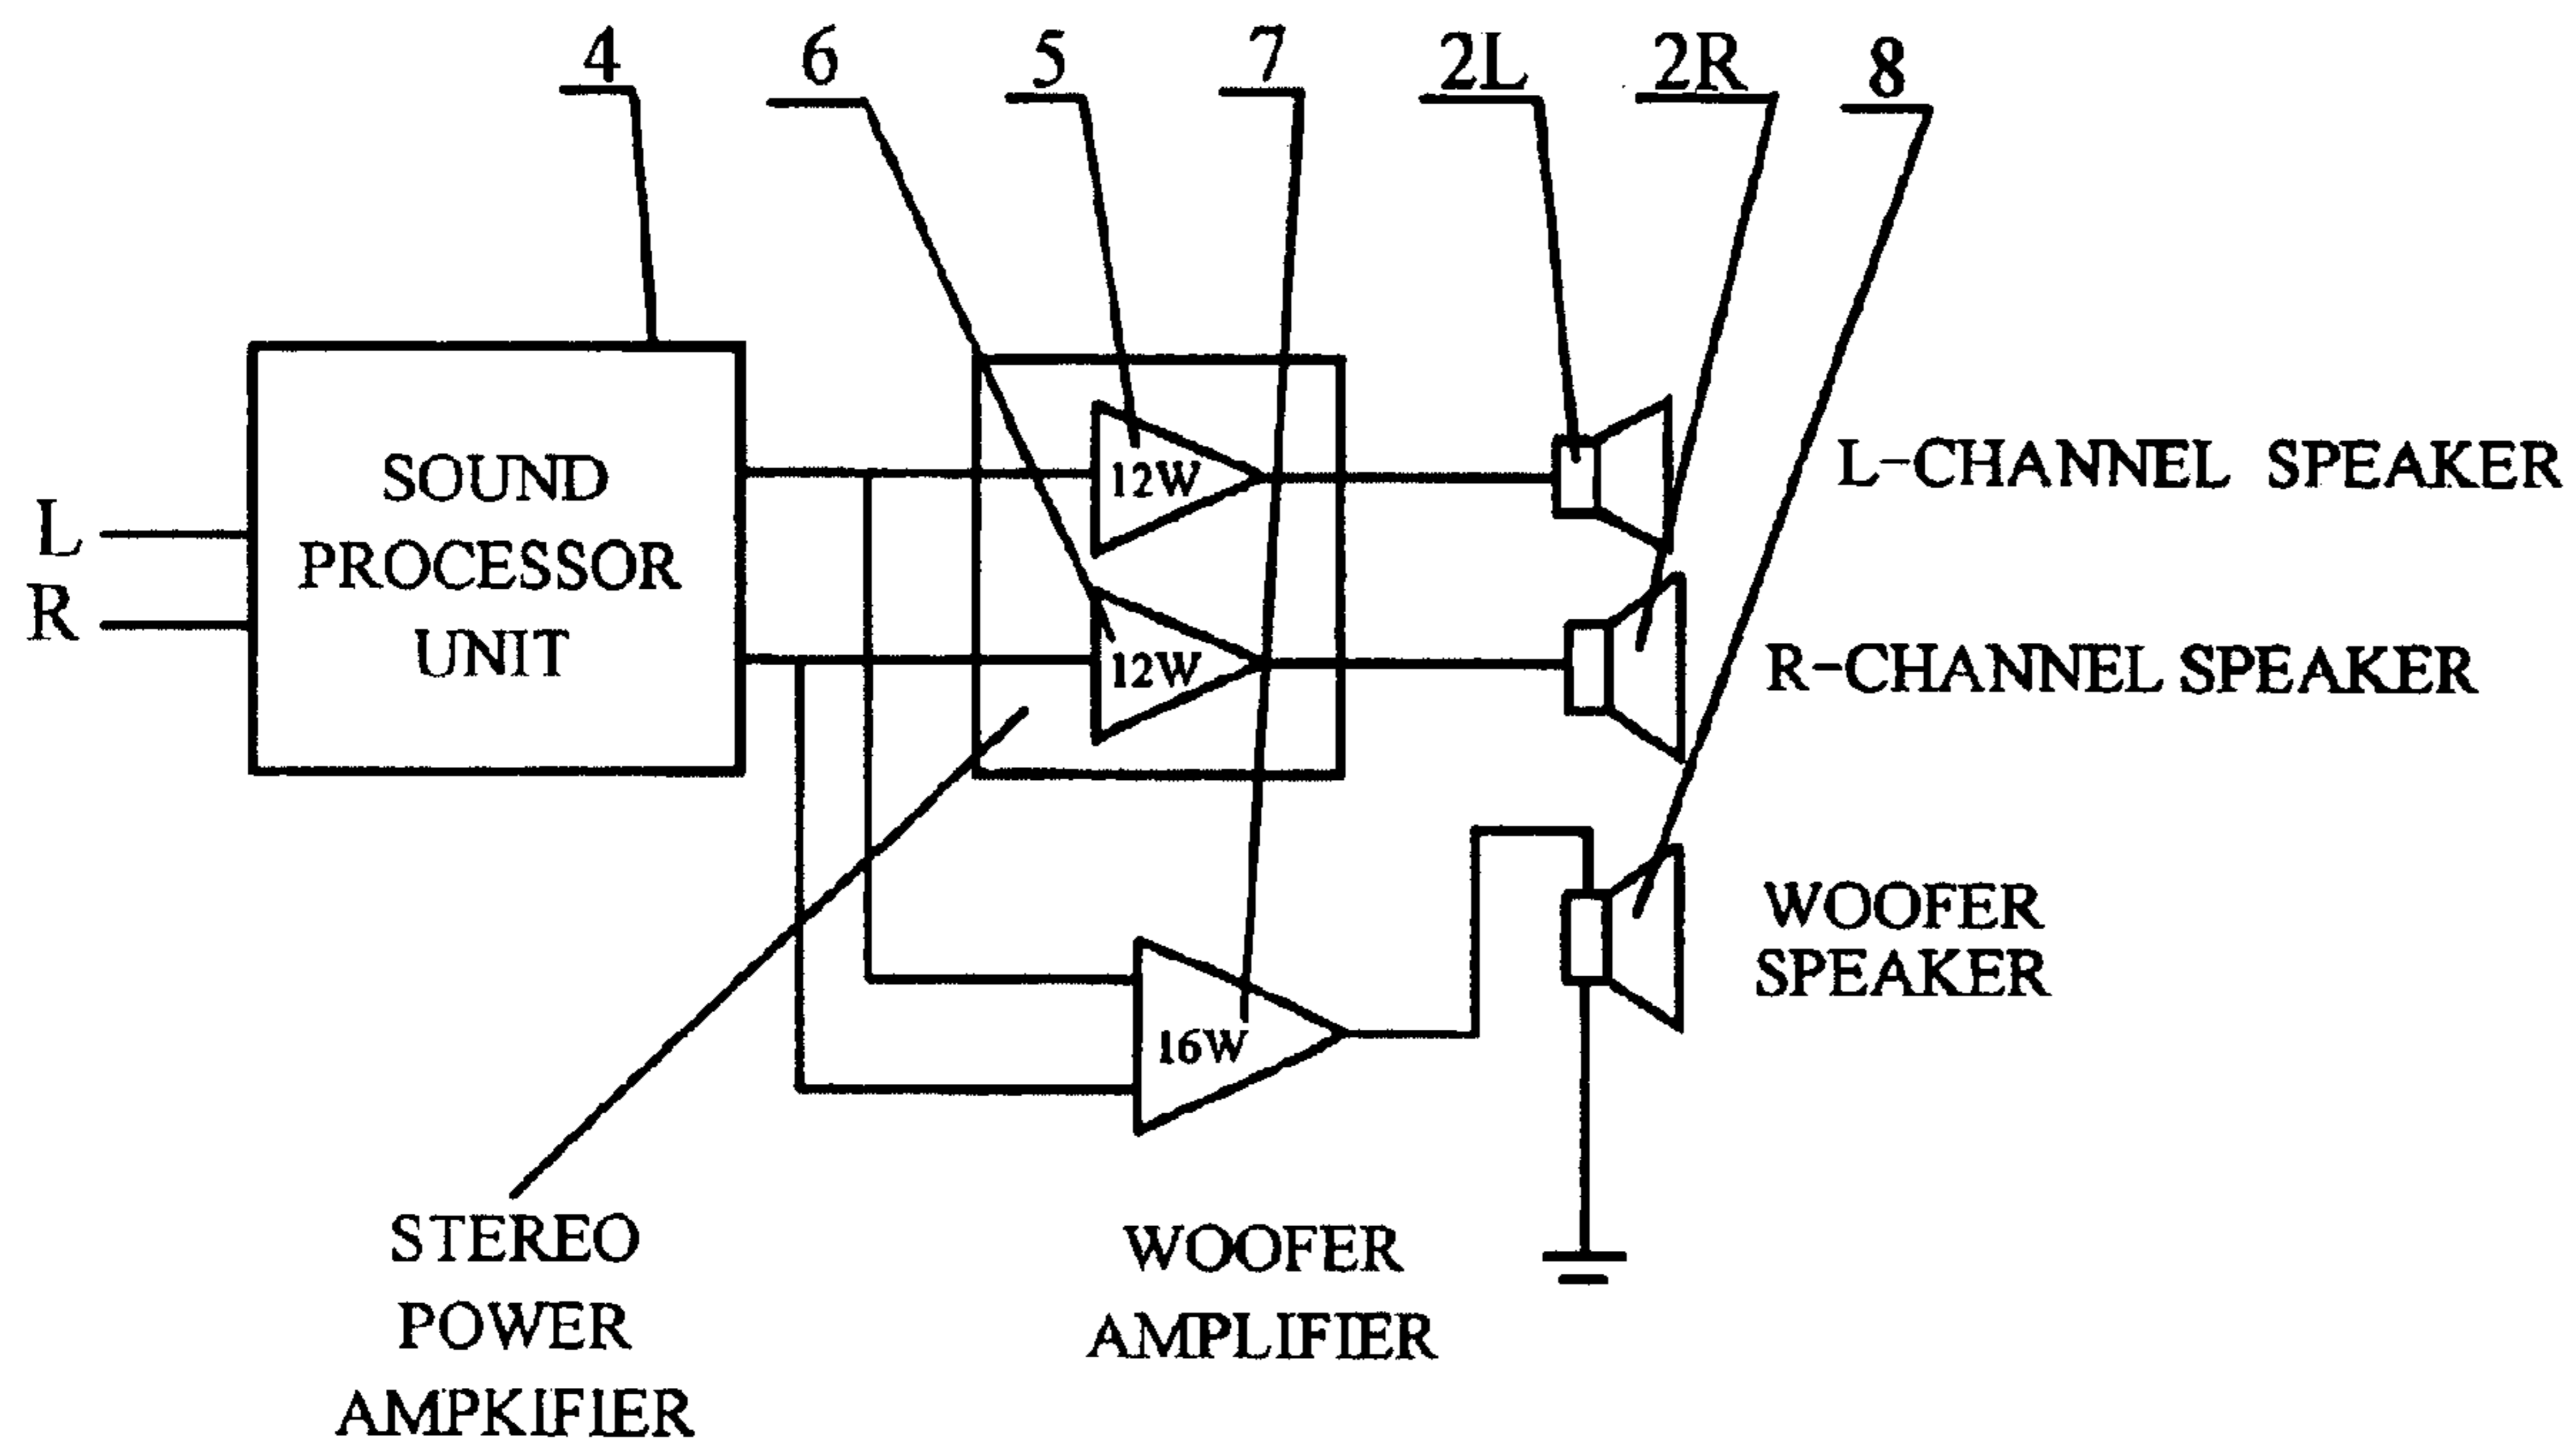 4 6 5 7 2L 2R 8
SOUND
PROCESSOR
UNIT
L
R
12W
12W
16W
L-CHANNEL SPEAKER
R-CHANNEL SPEAKER
WOOFER
SPEAKER
STEREO
POWER
AMPKIFIER
WOOFER
AMPLIFIER